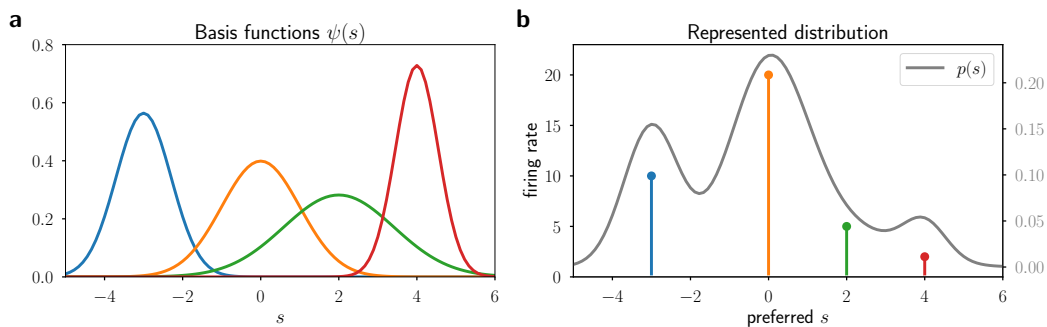 a
Basis functions ψ(s)
0.8
0.6
0.4
0.2
0.0
−4 −2 0 2 4 6
s
b
Represented distribution
p(s)
firing rate
20
15
10
5
0
0.20
0.15
0.10
0.05
0.00
−4 −2 0 2 4 6
preferred s